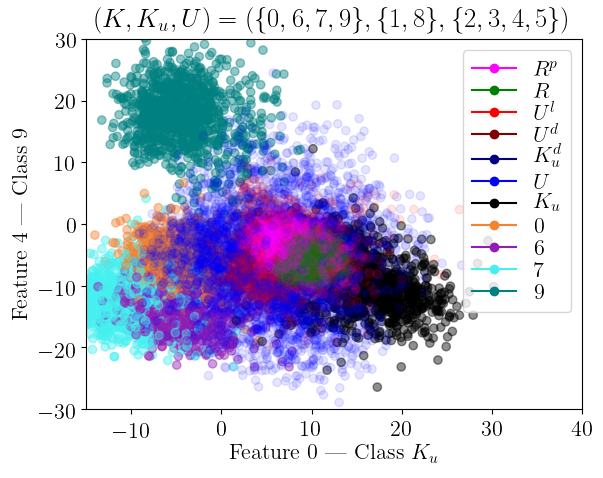 (K, K_u, U) = ({0, 6, 7, 9}, {1, 8}, {2, 3, 4, 5})
30
20
10
0
−10
−20
−30
−10
0
10
20
30
40
Feature 4 — Class 9
Feature 0 — Class K_u
R^p
R
U^l
U^d
K_u^d
U
K_u
0
6
7
9